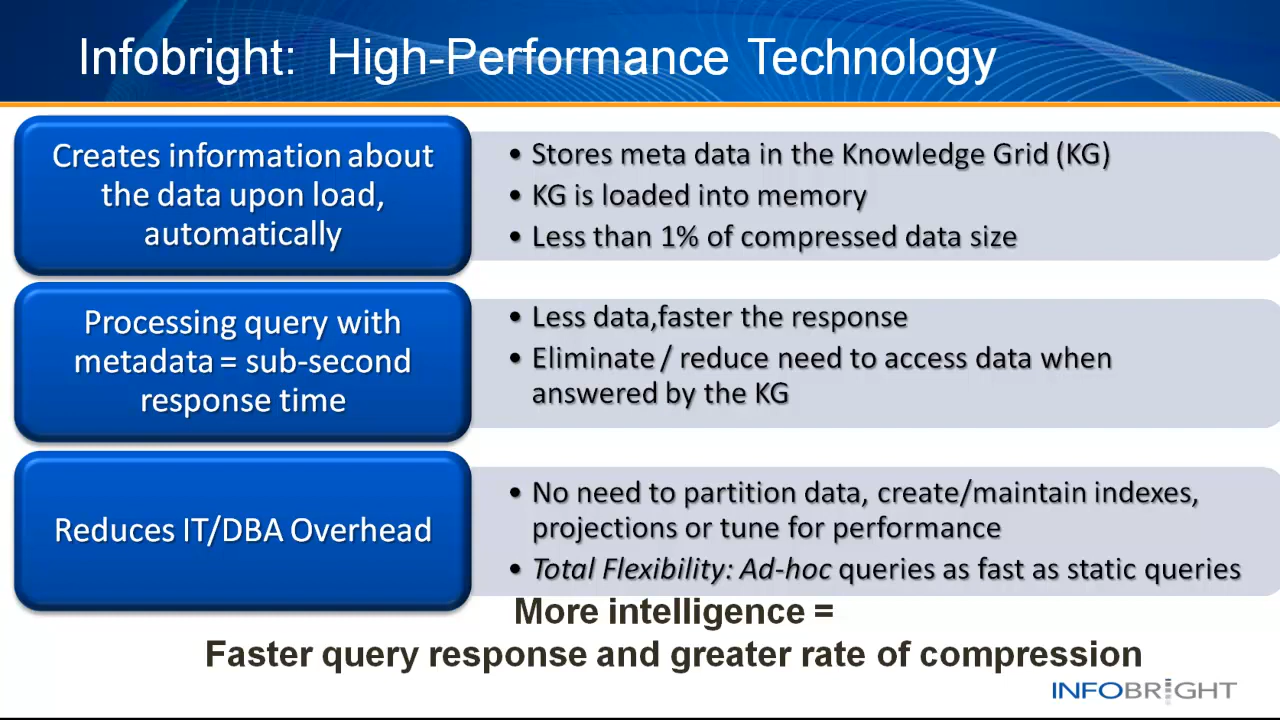 Infobright: High-Performance Technology
Creates information about
the data upon load,
automatically
• Stores meta data in the Knowledge Grid (KG)
• KG is loaded into memory
• Less than 1% of compressed data size
Processing query with
metadata = sub-second
response time
• Less data,faster the response
• Eliminate / reduce need to access data when
answered by the KG
Reduces IT/DBA Overhead
• No need to partition data, create/maintain indexes,
projections or tune for performance
• Total Flexibility: Ad-hoc queries as fast as static queries
More intelligence =
Faster query response and greater rate of compression
INFOBRIGHT